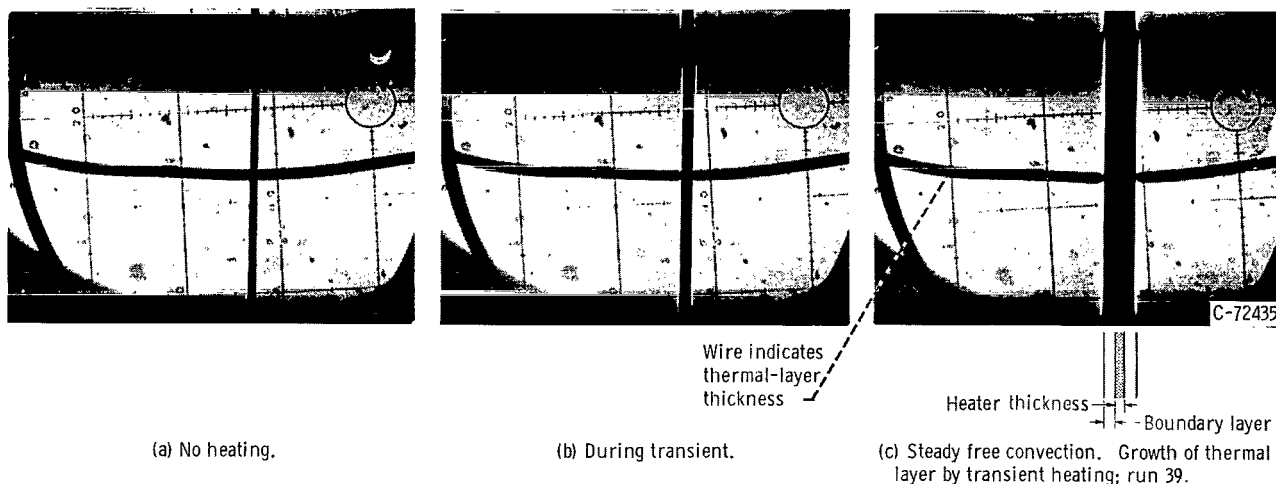 C-72435
Wire indicates
thermal-layer
thickness
Heater thickness
Boundary layer
(a) No heating.
(b) During transient.
(c) Steady free convection. Growth of thermal
layer by transient heating; run 39.